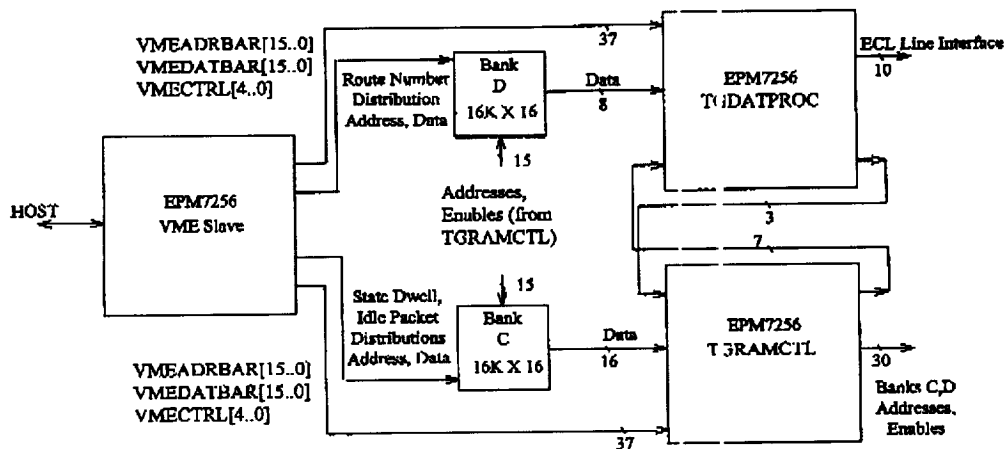 VMEADRBAR[15..0]
VMEDATBAR[15..0]
VMECTRL[4..0]
37
Route Number
Distribution
Address, Data
Bank
D
16K X 16
Data
8
EPM7256
TGDATPROC
ECL Line Interface
10
15
EPM7256
VME Slave
HOST
Addresses,
Enables (from
TGRAMCTL)
3
7
15
State Dwell,
Idle Packet
Distributions
Address, Data
Bank
C
16K X 16
Data
16
EPM7256
TGRAMCTL
30
Banks C,D
Addresses,
Enables
VMEADRBAR[15..0]
VMEDATBAR[15..0]
VMECTRL[4..0]
37